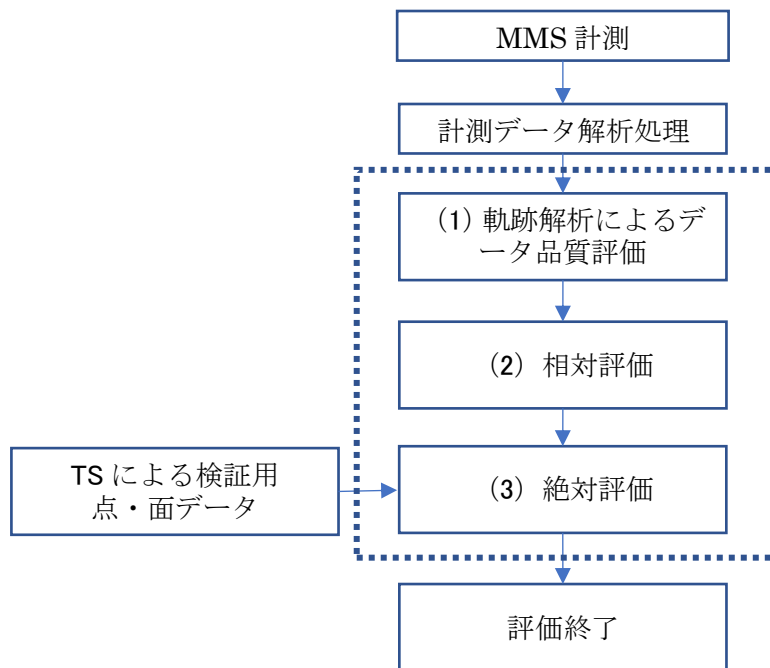 MMS 計測
計測データ解析処理
（1）軌跡解析によるデ
ータ品質評価
（2）相対評価
TS による検証用
点・面データ
（3）絶対評価
評価終了